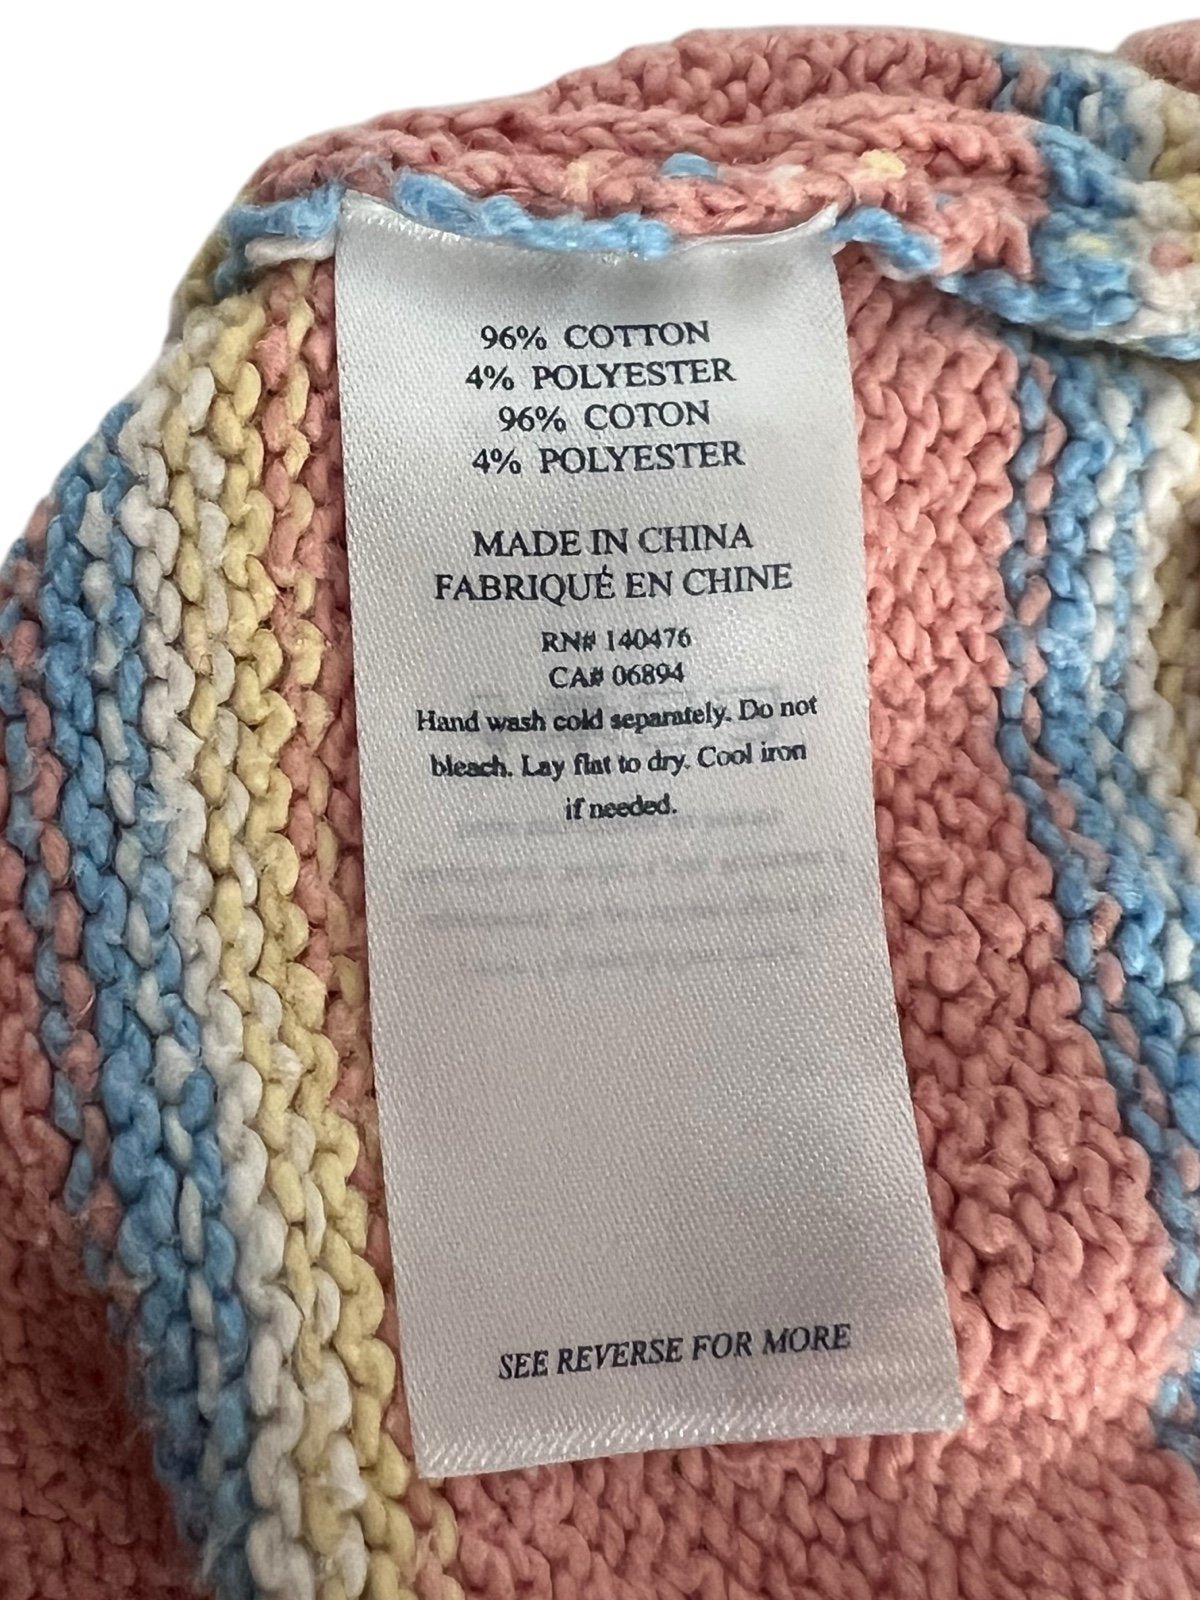 96% COTTON
4% POLYESTER
96% COTON
4% POLYESTER
MADE IN CHINA
FABRIQUÉ EN CHINE
RN# 140476
CA# 06894
Hand wash cold separately. Do not
bleach. Lay flat to dry. Cool iron
if needed.
SEE REVERSE FOR MORE